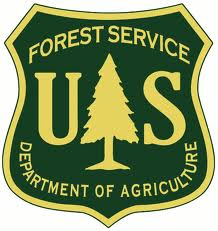 FOREST SERVICE
U S
DEPARTMENT OF AGRICULTURE